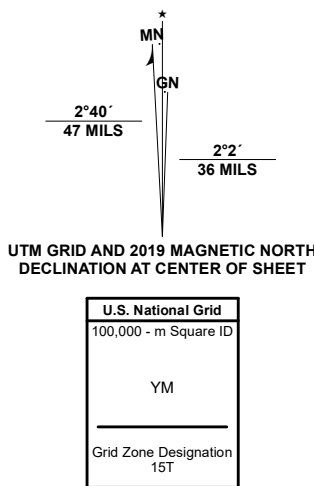 ★
MN
GN
2°40´
47 MILS
2°2´
36 MILS
UTM GRID AND 2019 MAGNETIC NORTH
DECLINATION AT CENTER OF SHEET
U.S. National Grid
100,000 - m Square ID
YM
Grid Zone Designation
15T